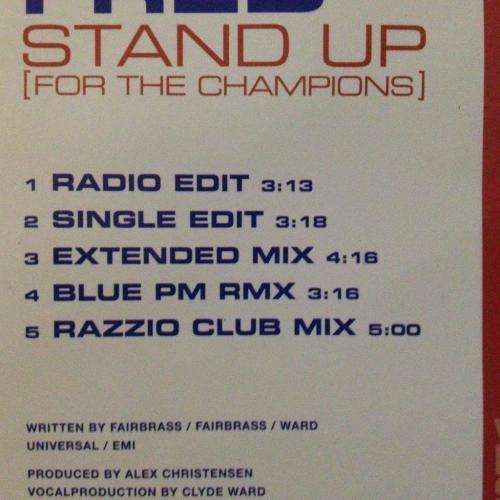 STAND UP
[FOR THE CHAMPIONS]
1 RADIO EDIT 3:13
2 SINGLE EDIT 3:18
3 EXTENDED MIX 4:16
4 BLUE PM RMX 3:16
5 RAZZIO CLUB MIX 5:00
WRITTEN BY FAIRBRASS / FAIRBRASS / WARD
UNIVERSAL / EMI
PRODUCED BY ALEX CHRISTENSEN
VOCALPRODUCTION BY CLYDE WARD